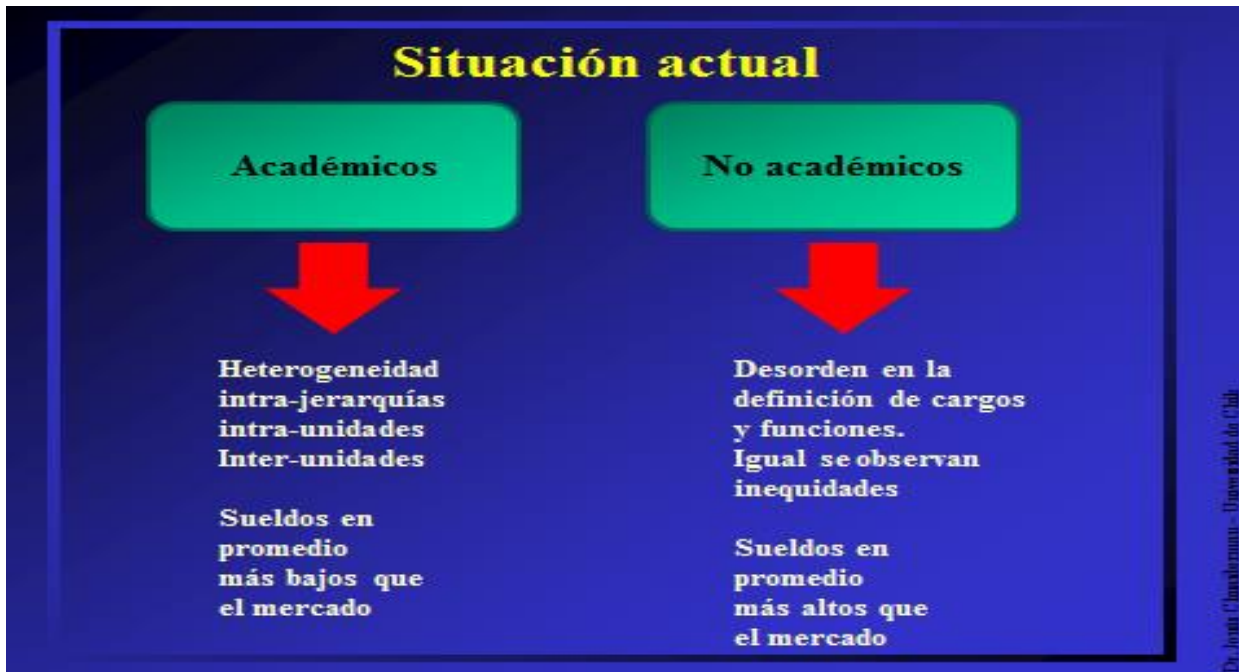 Situación actual
Académicos
No académicos
Heterogeneidad
intra-jerarquías
intra-unidades
Inter-unidades
Sueldos en
promedio
más bajos que
el mercado
Desorden en la
definición de cargos
y funciones.
Igual se observan
inequidades
Sueldos en
promedio
más altos que
el mercado
Universidad de Chile